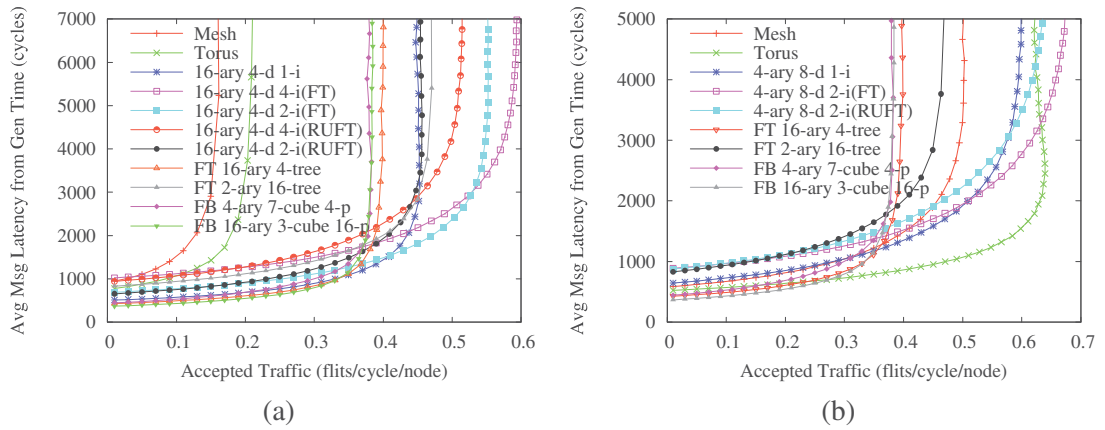 Avg Msg Latency from Gen Time (cycles)
7000
6000
5000
4000
3000
2000
1000
0
Mesh
Torus
16-ary 4-d 1-i
16-ary 4-d 4-i(FT)
16-ary 4-d 2-i(FT)
16-ary 4-d 4-i(RUFT)
16-ary 4-d 2-i(RUFT)
FT 16-ary 4-tree
FT 2-ary 16-tree
FB 4-ary 7-cube 4-p
FB 16-ary 3-cube 16-p
0 0.1 0.2 0.3 0.4 0.5 0.6
Accepted Traffic (flits/cycle/node)
(a)
Avg Msg Latency from Gen Time (cycles)
5000
4000
3000
2000
1000
0
Mesh
Torus
4-ary 8-d 1-i
4-ary 8-d 2-i(FT)
4-ary 8-d 2-i(RUFT)
FT 16-ary 4-tree
FT 2-ary 16-tree
FB 4-ary 7-cube 4-p
FB 16-ary 3-cube 16-p
0 0.1 0.2 0.3 0.4 0.5 0.6 0.7
Accepted Traffic (flits/cycle/node)
(b)